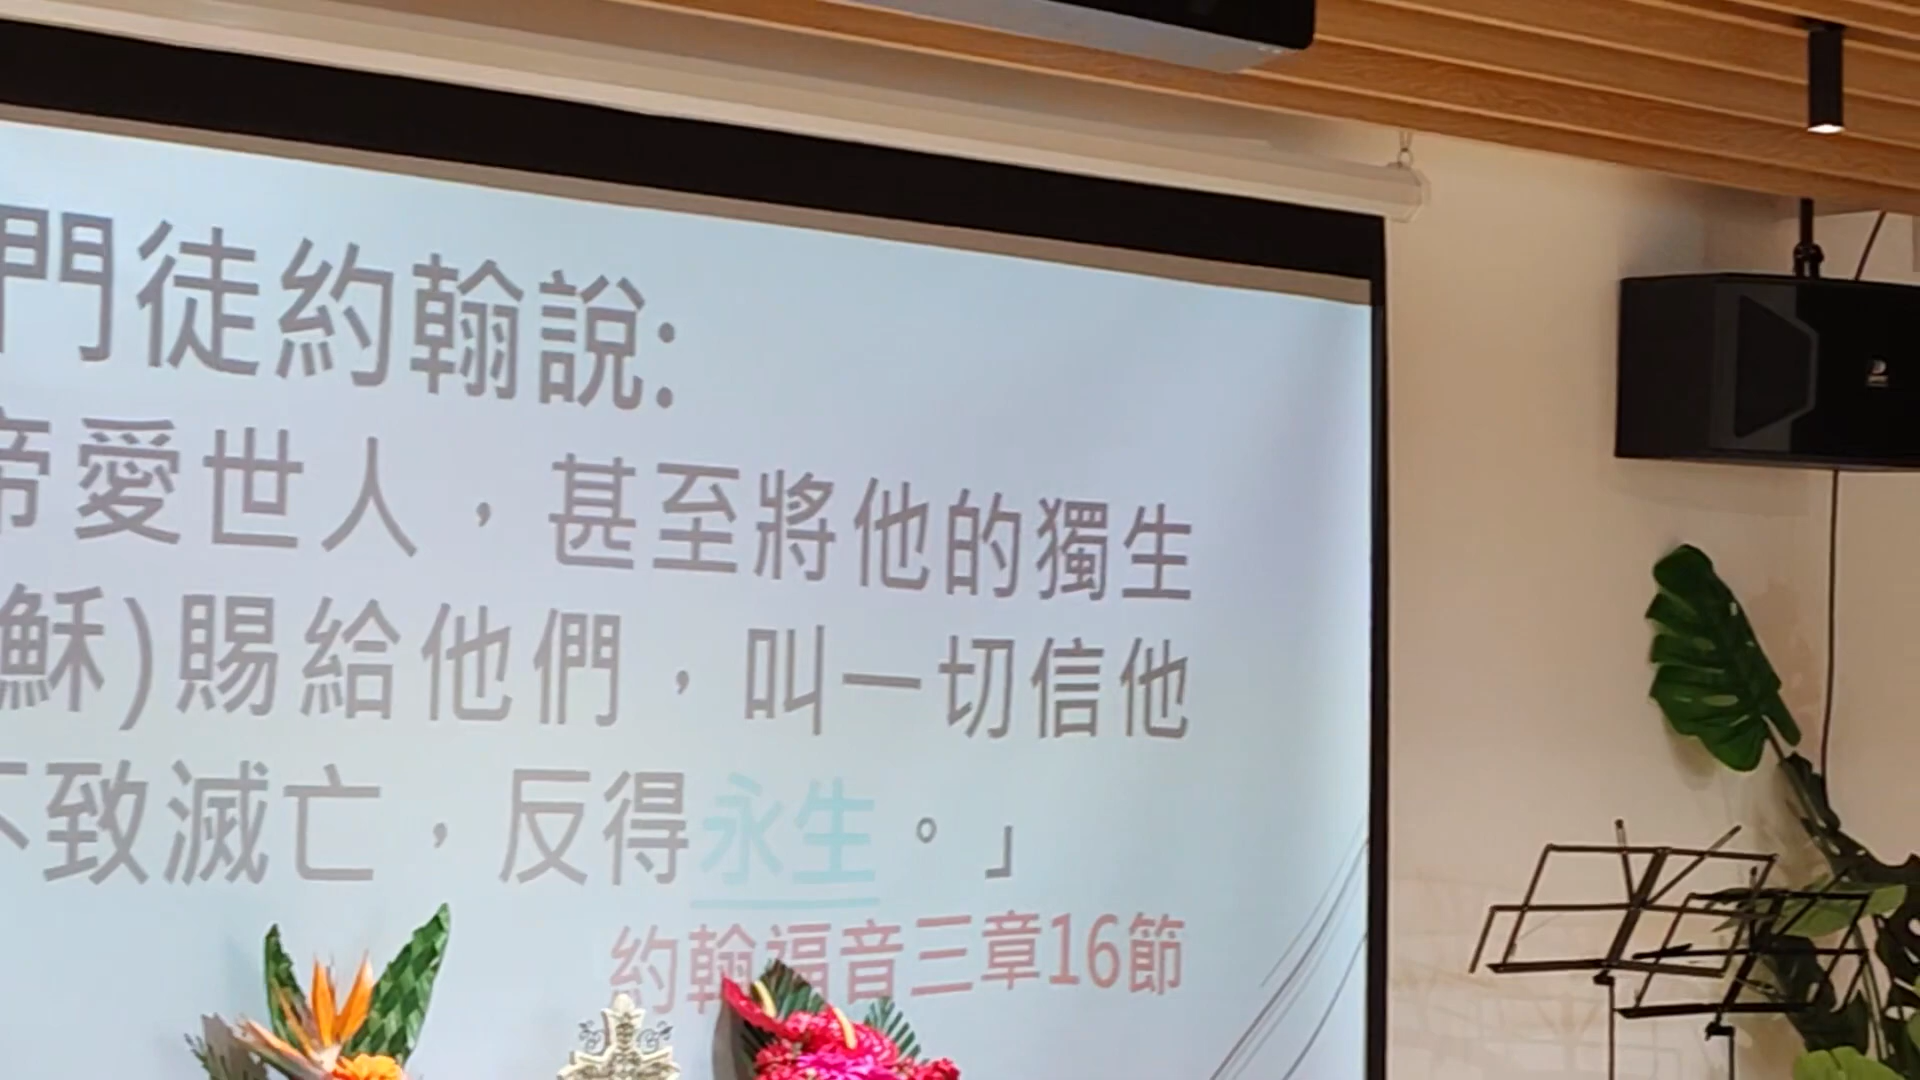 門徒約翰說:
帝愛世人，甚至將他的獨生
穌)賜給他們，叫一切信他
不致滅亡，反得永生。」
約翰福音三章16節